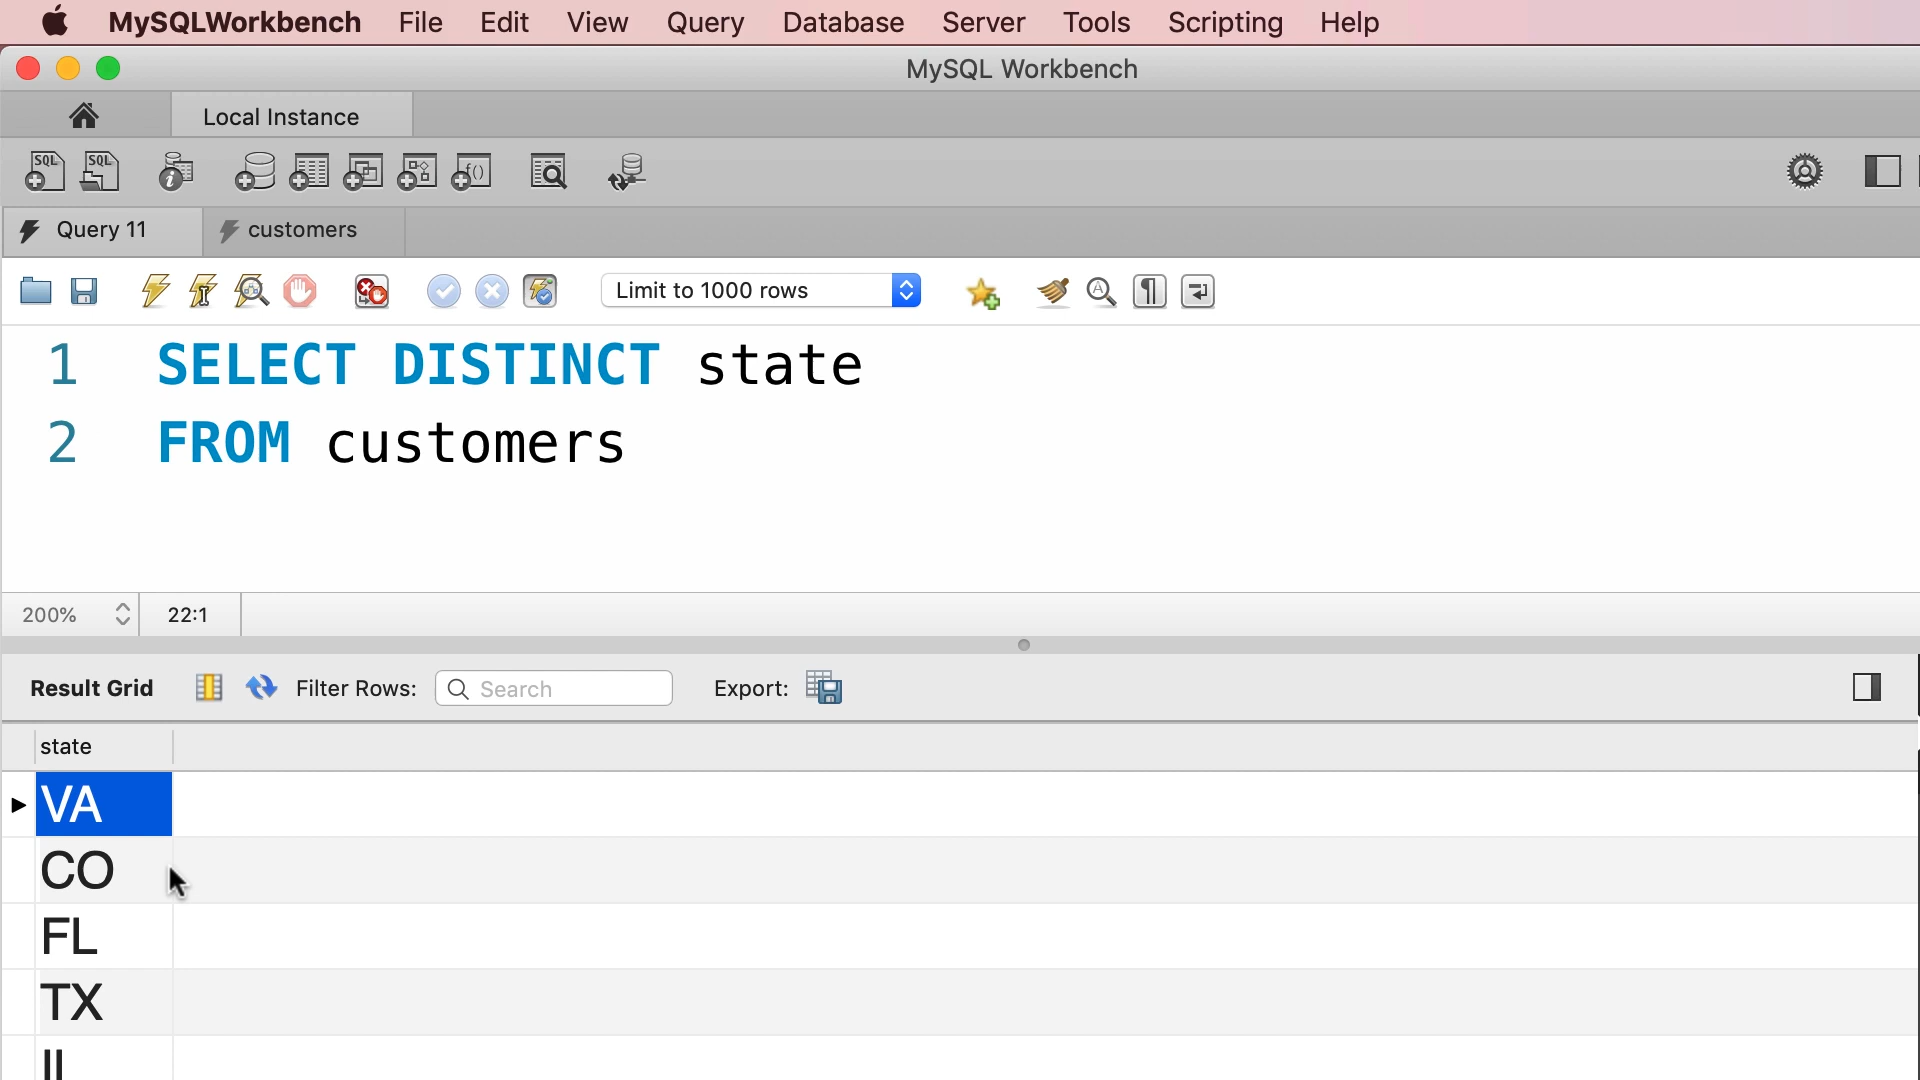 MySQLWorkbench File Edit View Query Database Server Tools Scripting Help
MySQL Workbench
Local Instance
SQL SQL
Query 11 customers
Limit to 1000 rows
1 SELECT DISTINCT state
2 FROM customers
200% 22:1
Result Grid Filter Rows: Search Export:
state
VA
CO
FL
TX